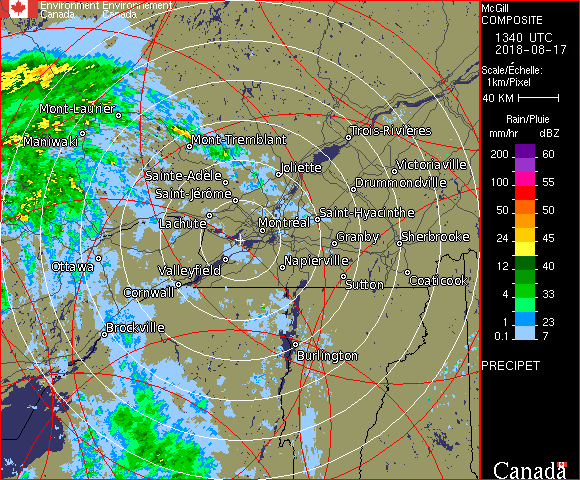 Environment Environnement
Canada Canada
McGill
COMPOSITE
1340 UTC
2018-08-17
Scale/Échelle:
1km/Pixel
40 KM
Rain/Pluie
mm/hr dBZ
200 60
100 55
50 50
24 45
12 40
4 33
1 23
0.1 7
PRECIPET
Canada
Mont-Laurier
Maniwaki
Mont-Tremblant
Trois-Rivières
Joliette
Victoriaville
Sainte-Adèle
Drummondville
Saint-Jérôme
Lachute
Saint-Hyacinthe
Montréal
Granby
Sherbrooke
Ottawa
Valleyfield
Napierville
Sutton
Coaticook
Cornwall
Brockville
Burlington